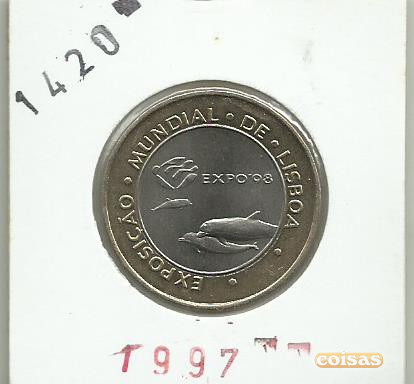 1420
EXPOSIÇÃO • MUNDIAL • DE • LISBOA •
EXPO'98
1997
coisas